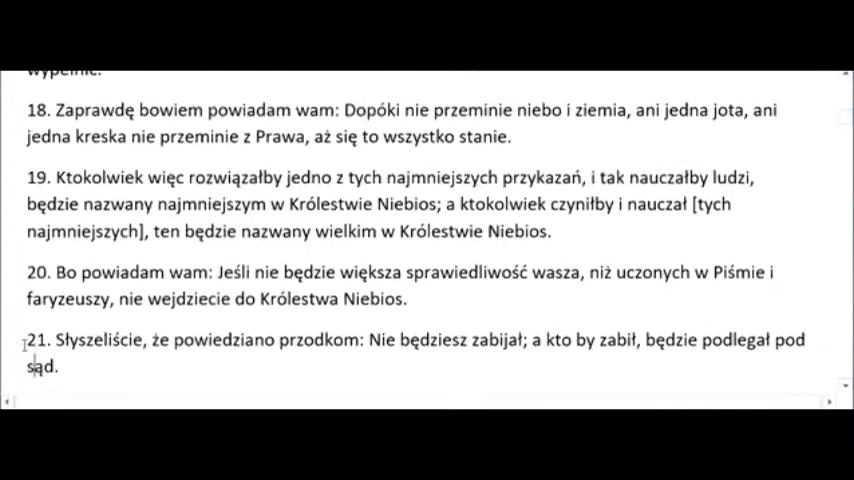 wypełnić.
18. Zaprawdę bowiem powiadam wam: Dopóki nie przeminie niebo i ziemia, ani jedna jota, ani
jedna kreska nie przeminie z Prawa, aż się to wszystko stanie.
19. Ktokolwiek więc rozwiązałby jedno z tych najmniejszych przykazań, i tak nauczałby ludzi,
będzie nazwany najmniejszym w Królestwie Niebios; a ktokolwiek czyniłby i nauczał [tych
najmniejszych], ten będzie nazwany wielkim w Królestwie Niebios.
20. Bo powiadam wam: Jeśli nie będzie większa sprawiedliwość wasza, niż uczonych w Piśmie i
faryzeuszy, nie wejdziecie do Królestwa Niebios.
21. Słyszeliście, że powiedziano przodkom: Nie będziesz zabijał; a kto by zabił, będzie podlegał pod
sąd.